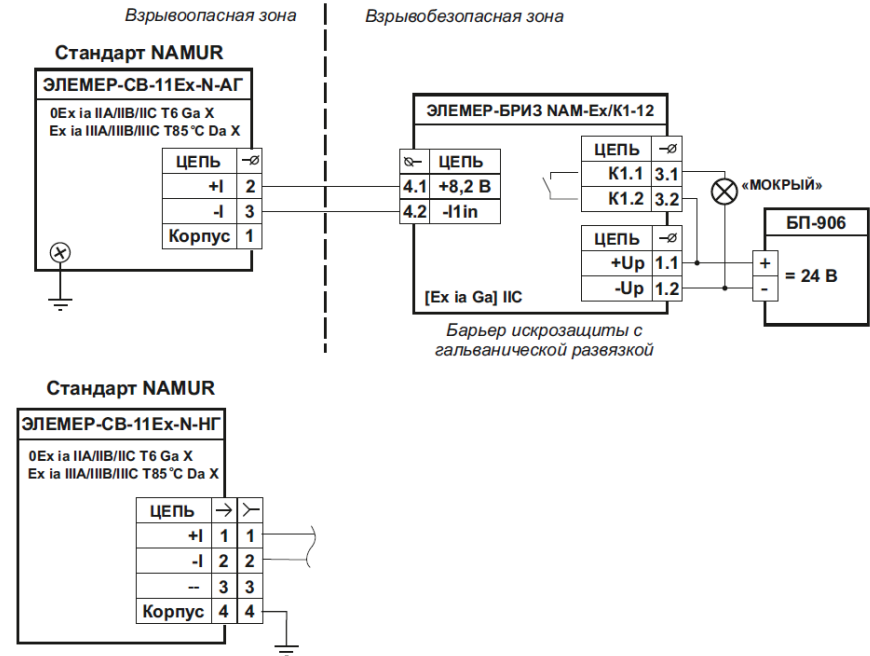 Взрывоопасная зона
Взрывобезопасная зона
Стандарт NAMUR
ЭЛЕМЕР-СВ-11Ex-N-АГ
0Ex ia IIA/IIB/IIC T6 Ga X
Ex ia IIIA/IIIB/IIIC T85°C Da X
ЦЕПЬ
+I 2
-I 3
Корпус 1
ЭЛЕМЕР-БРИЗ NAM-Ex/K1-12
ЦЕПЬ
4.1 +8,2 В
4.2 -I1in
ЦЕПЬ
К1.1 3.1
К1.2 3.2
«МОКРЫЙ»
ЦЕПЬ
+Up 1.1
-Up 1.2
[Ex ia Ga] IIC
БП-906
+
= 24 В
-
Барьер искрозащиты с
гальванической развязкой
Стандарт NAMUR
ЭЛЕМЕР-СВ-11Ex-N-НГ
0Ex ia IIA/IIB/IIC T6 Ga X
Ex ia IIIA/IIIB/IIIC T85°C Da X
ЦЕПЬ
+I 1 1
-I 2 2
-- 3 3
Корпус 4 4